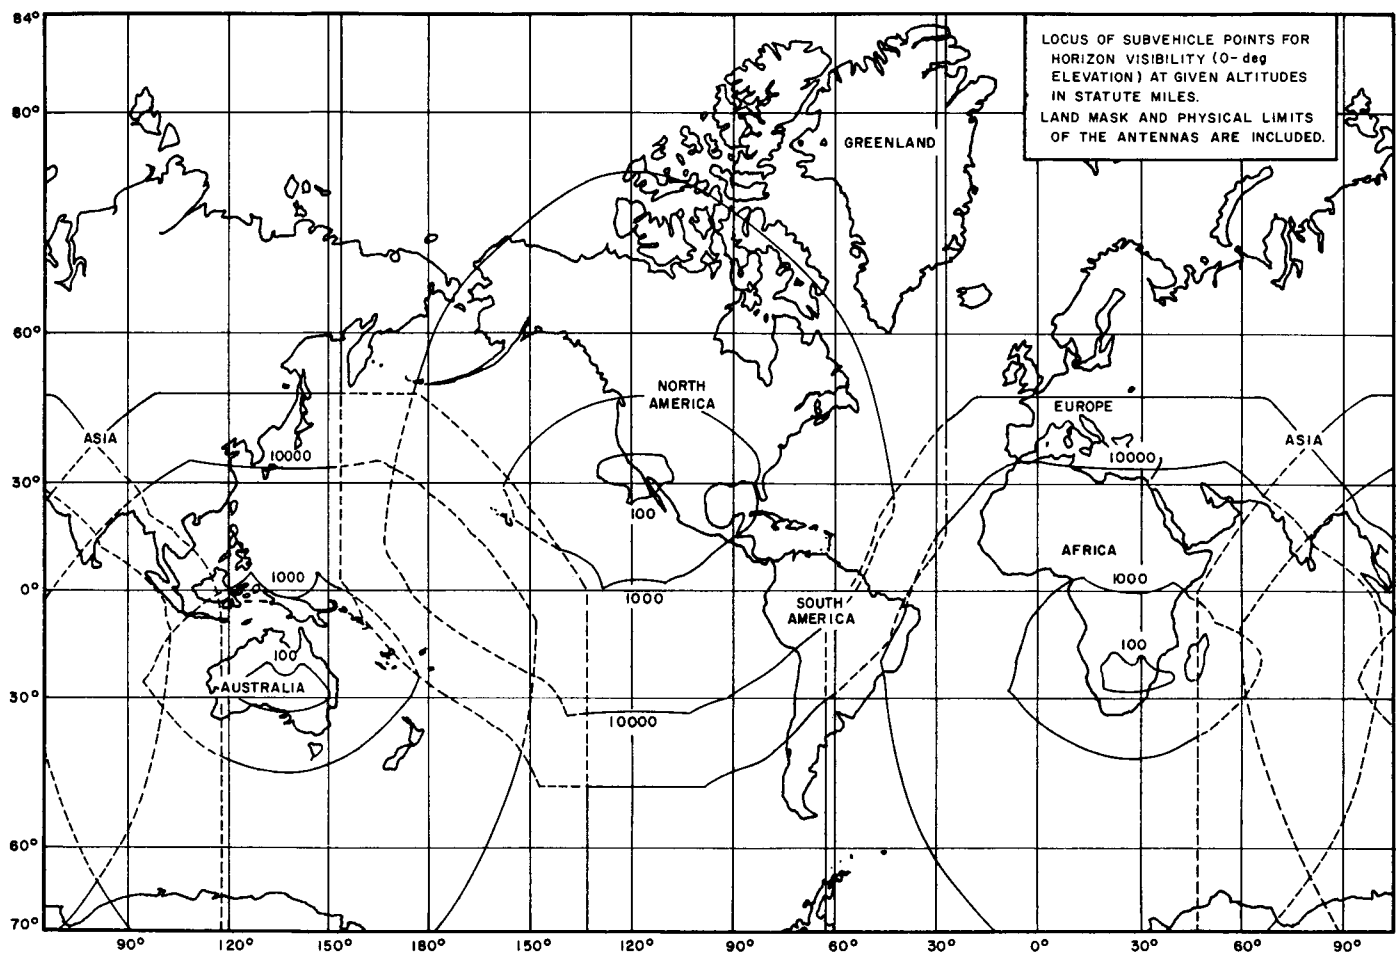 84°
80°
60°
30°
0°
30°
60°
70°
LOCUS OF SUBVEHICLE POINTS FOR
HORIZON VISIBILITY (0-deg
ELEVATION) AT GIVEN ALTITUDES
IN STATUTE MILES.
LAND MASK AND PHYSICAL LIMITS
OF THE ANTENNAS ARE INCLUDED.
GREENLAND
NORTH
AMERICA
EUROPE
ASIA
ASIA
10000
10000
100
AFRICA
1000
1000
1000
SOUTH
AMERICA
100
100
AUSTRALIA
10000
90°
120°
150°
180°
150°
120°
90°
60°
30°
0°
30°
60°
90°